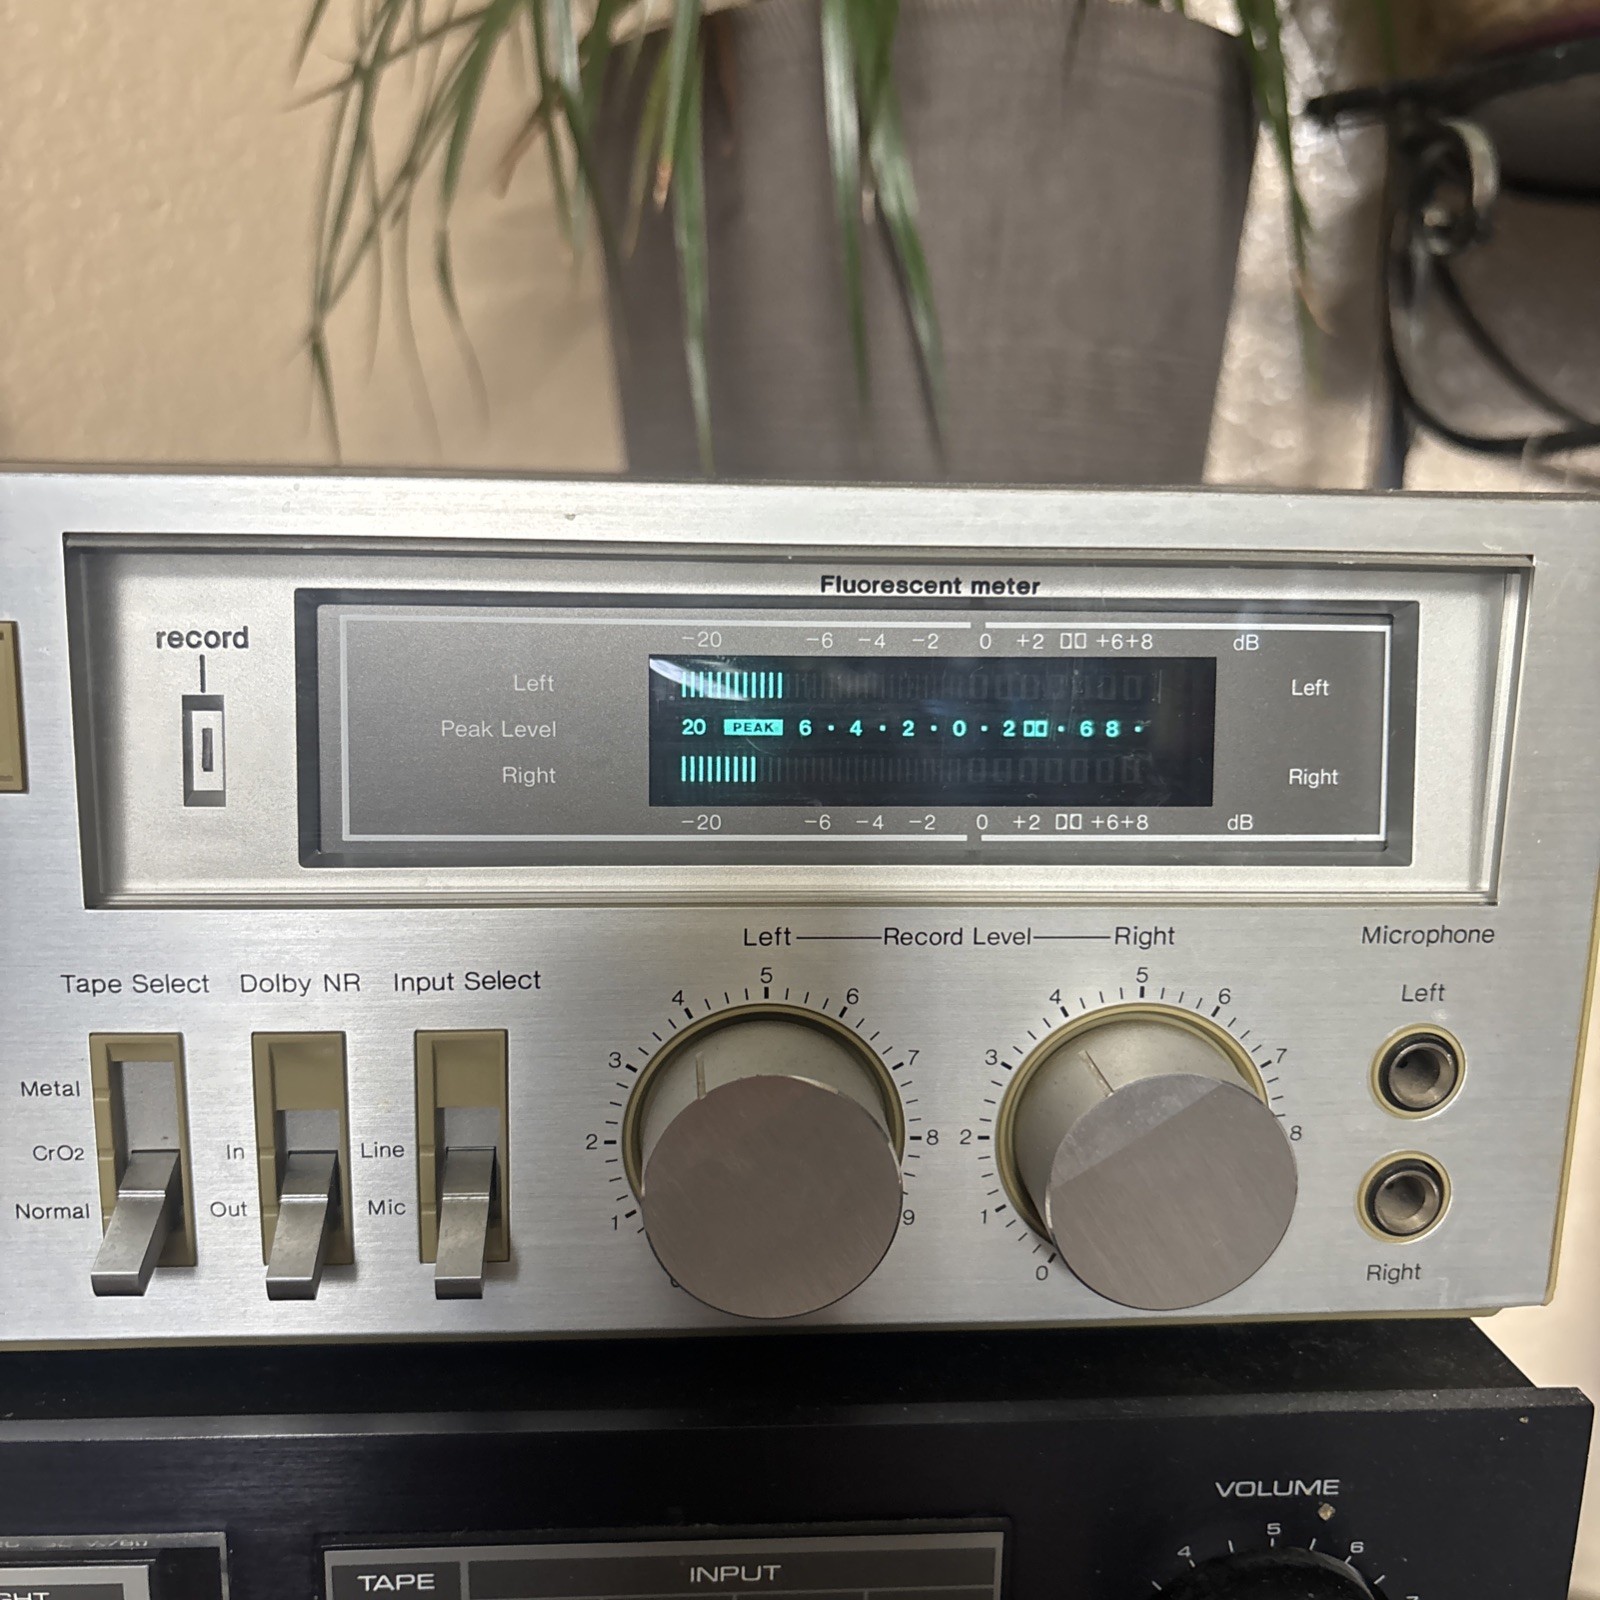 Fluorescent meter
record
-20 -6 -4 -2 0 +2 +6+8 dB
Left Left
Peak Level 20 PEAK 6 · 4 · 2 · 0 · 2 · 6 8 ·
Right Right
-20 -6 -4 -2 0 +2 +6+8 dB
Left Record Level Right Microphone
Tape Select Dolby NR Input Select
Left
5
4 6
3 7
2 8
1 9
5
4 6
3 7
2 8
1
0
Metal
CrO2 In Line
Normal Out Mic
Right
VOLUME
5
4 6
TAPE INPUT